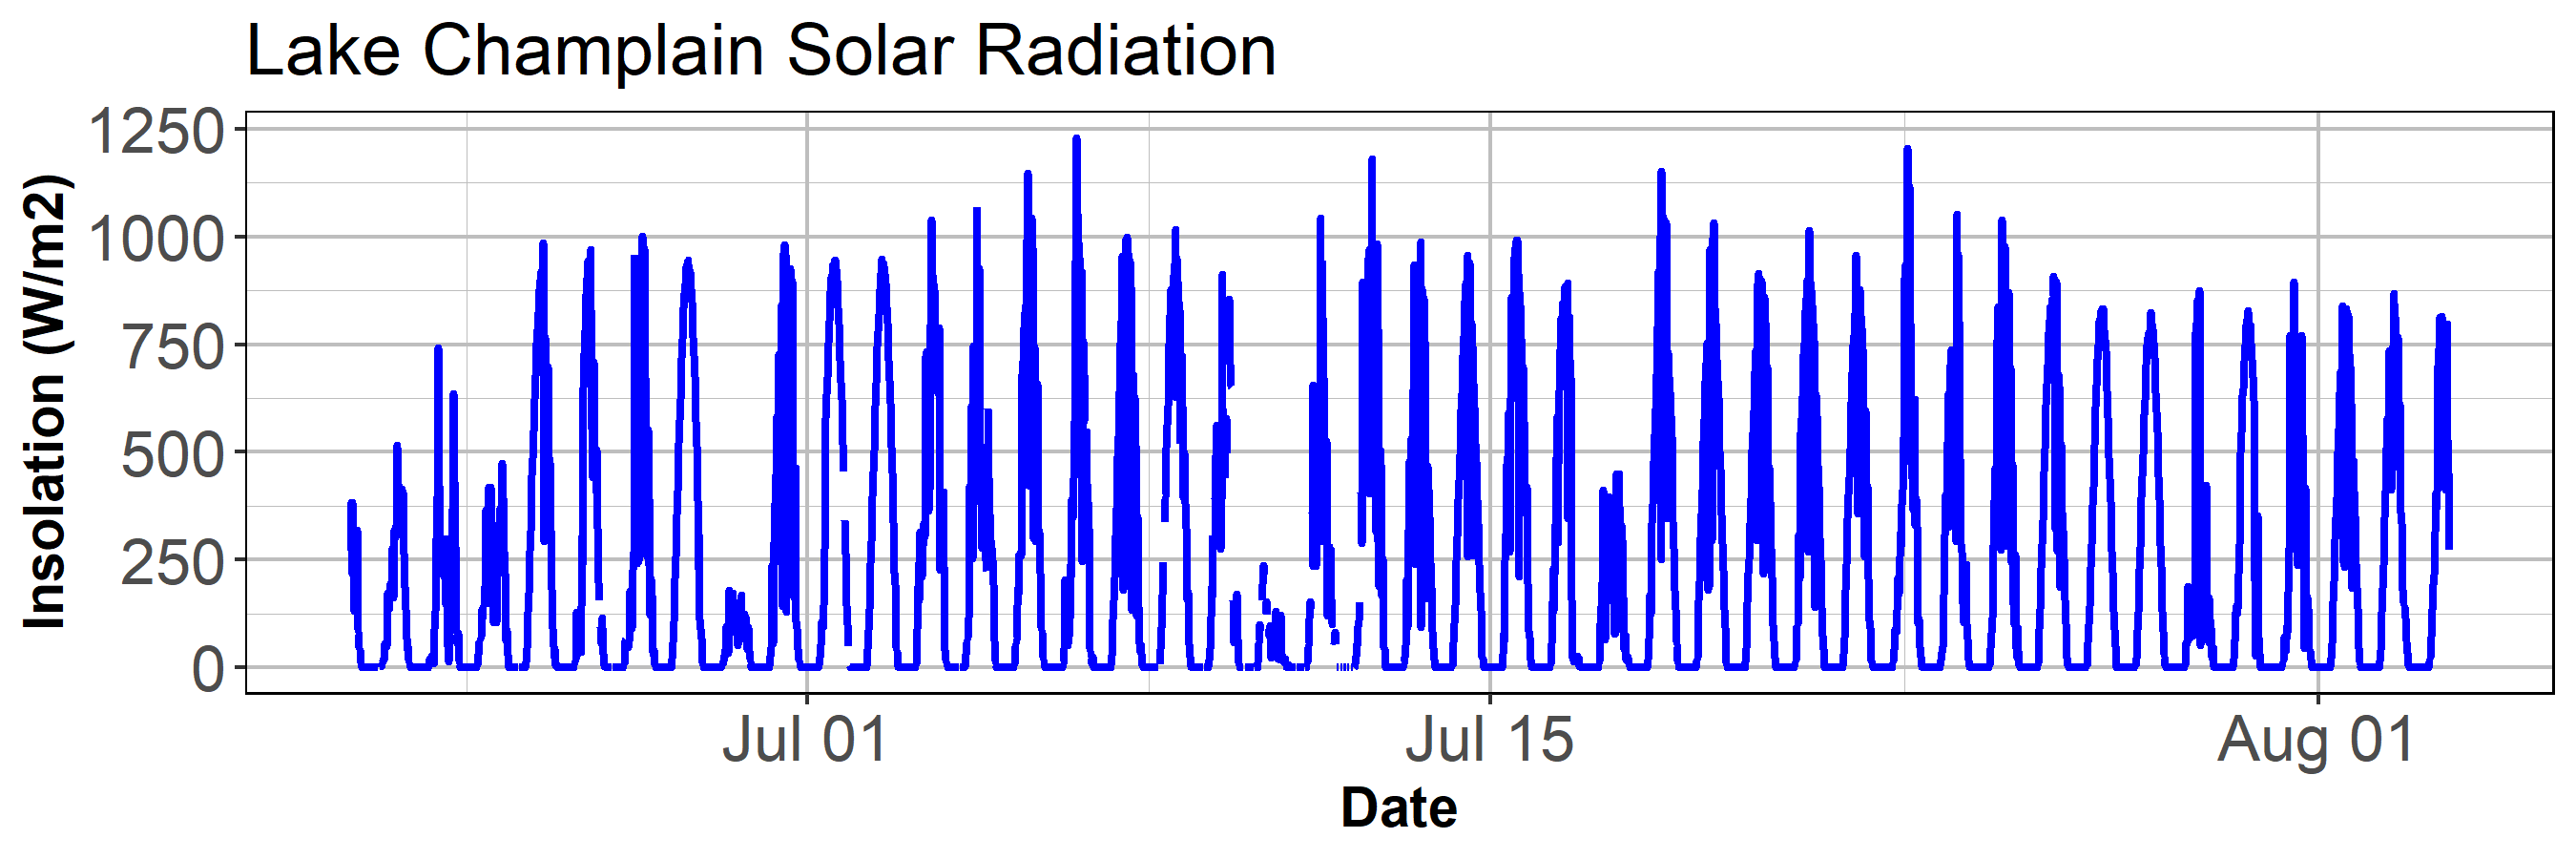 Lake Champlain Solar Radiation
1250
1000
750
500
250
0
Insolation (W/m2)
Jul 01
Jul 15
Aug 01
Date